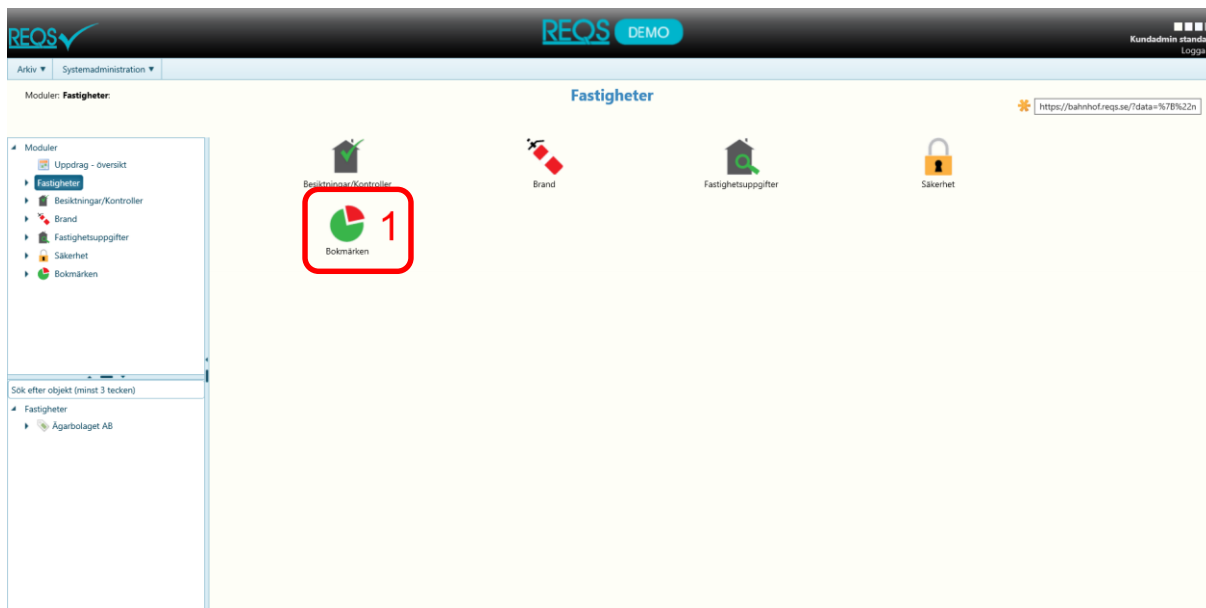 REQS
REQS DEMO
Kundadmin standa
Logga
Arkiv ▼ Systemadministration ▼
Moduler: Fastigheter:
Fastigheter
https://bahnhof.reqs.se/?data=%7B%22n
Moduler
Uppdrag - översikt
Fastigheter
Besiktningar/Kontroller
Brand
Fastighetsuppgifter
Säkerhet
Bokmärken
Besiktningar/Kontroller
Brand
Fastighetsuppgifter
Säkerhet
1
Bokmärken
Sök efter objekt (minst 3 tecken)
Fastigheter
Ägarbolaget AB